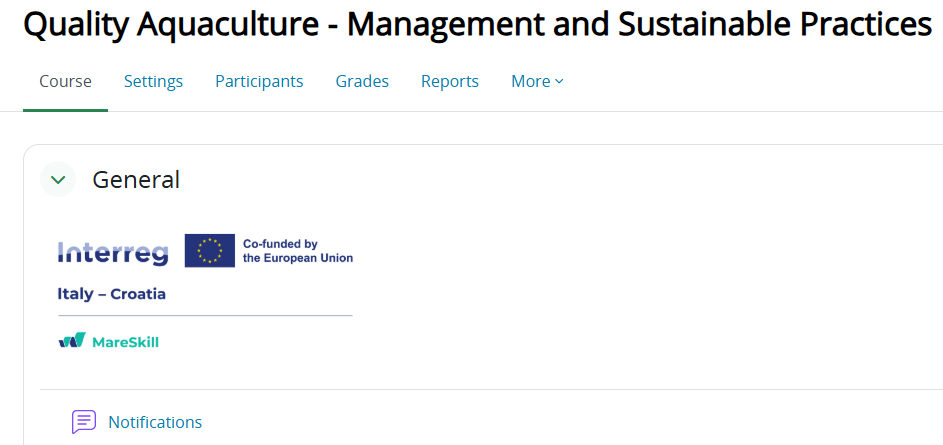 Quality Aquaculture - Management and Sustainable Practices
Course Settings Participants Grades Reports More
General
Interreg
Co-funded by
the European Union
Italy – Croatia
MareSkill
Notifications